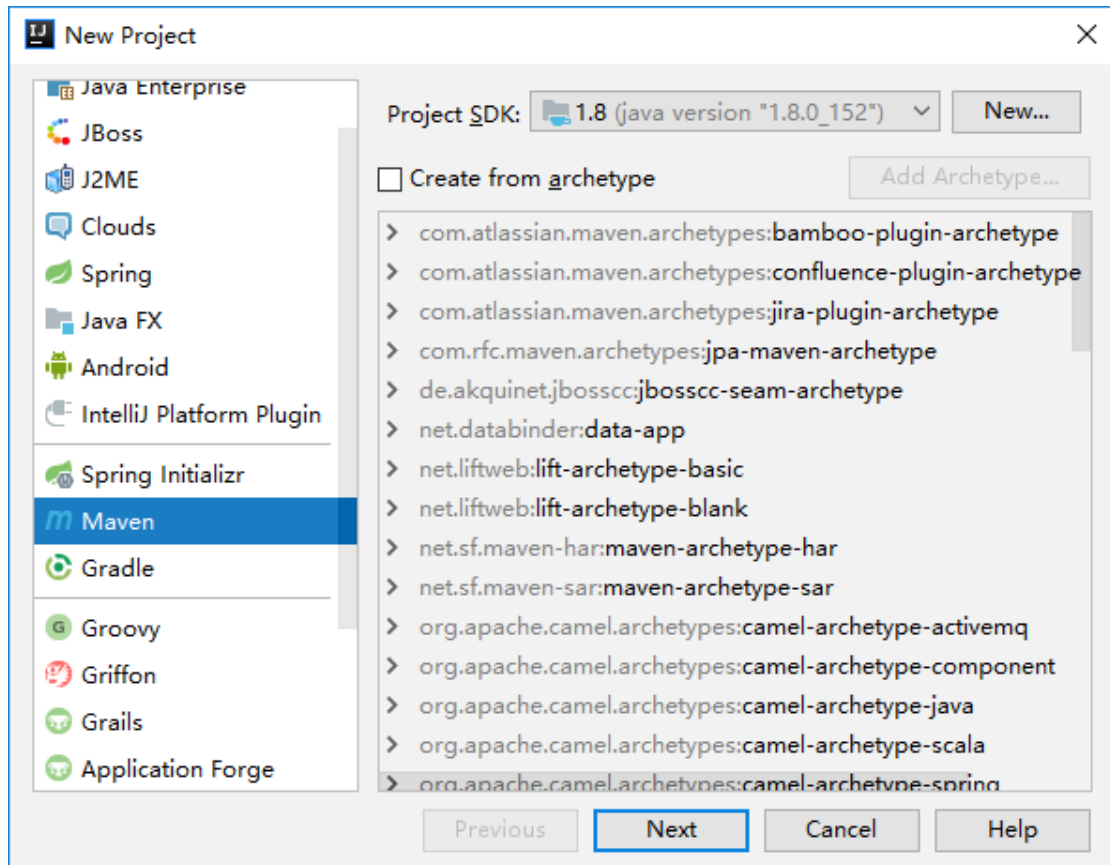 New Project
Java Enterprise
JBoss
J2ME
Clouds
Spring
Java FX
Android
IntelliJ Platform Plugin
Spring Initializr
Maven
Gradle
Groovy
Griffon
Grails
Application Forge
Project SDK: 1.8 (java version "1.8.0_152") New...
Create from archetype Add Archetype...
com.atlassian.maven.archetypes:bamboo-plugin-archetype
com.atlassian.maven.archetypes:confluence-plugin-archetype
com.atlassian.maven.archetypes:jira-plugin-archetype
com.rfc.maven.archetypes:jpa-maven-archetype
de.akquinet.jbosscc:jbosscc-seam-archetype
net.databinder:data-app
net.liftweb:lift-archetype-basic
net.liftweb:lift-archetype-blank
net.sf.maven-har:maven-archetype-har
net.sf.maven-sar:maven-archetype-sar
org.apache.camel.archetypes:camel-archetype-activemq
org.apache.camel.archetypes:camel-archetype-component
org.apache.camel.archetypes:camel-archetype-java
org.apache.camel.archetypes:camel-archetype-scala
org.apache.camel.archetypes:camel-archetype-spring
Previous Next Cancel Help